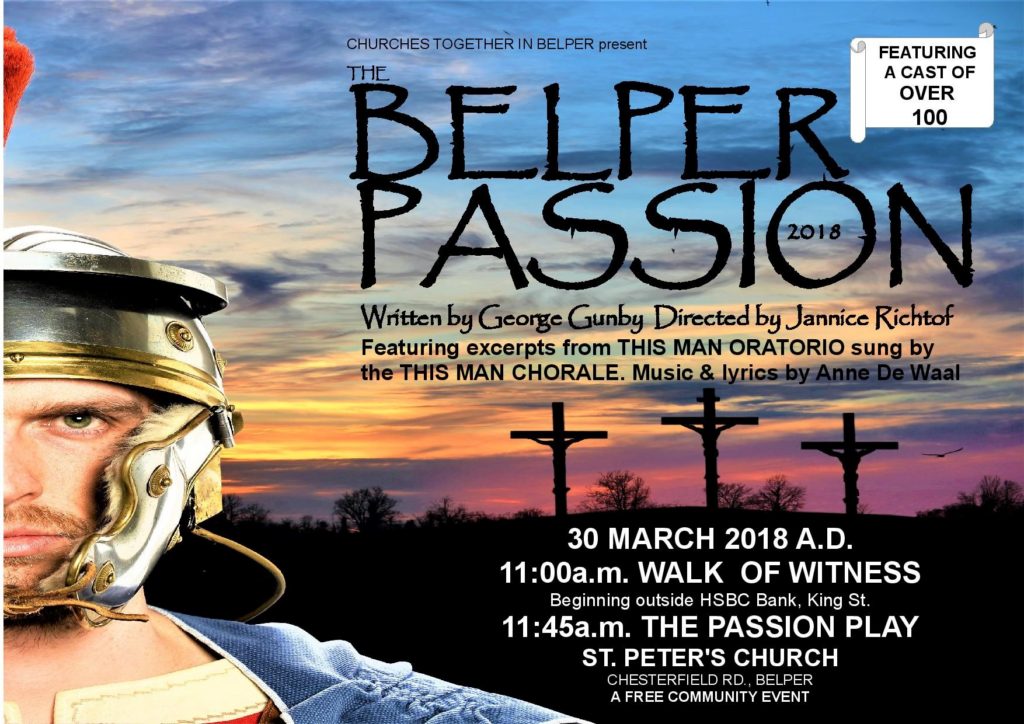 CHURCHES TOGETHER IN BELPER present
FEATURING
A CAST OF
OVER
100
THE
BELPER
PASSION
2018
Written by George Gunby Directed by Jannice Richtof
Featuring excerpts from THIS MAN ORATORIO sung by
the THIS MAN CHORALE. Music & lyrics by Anne De Waal
30 MARCH 2018 A.D.
11:00a.m. WALK OF WITNESS
Beginning outside HSBC Bank, King St.
11:45a.m. THE PASSION PLAY
ST. PETER'S CHURCH
CHESTERFIELD RD., BELPER
A FREE COMMUNITY EVENT